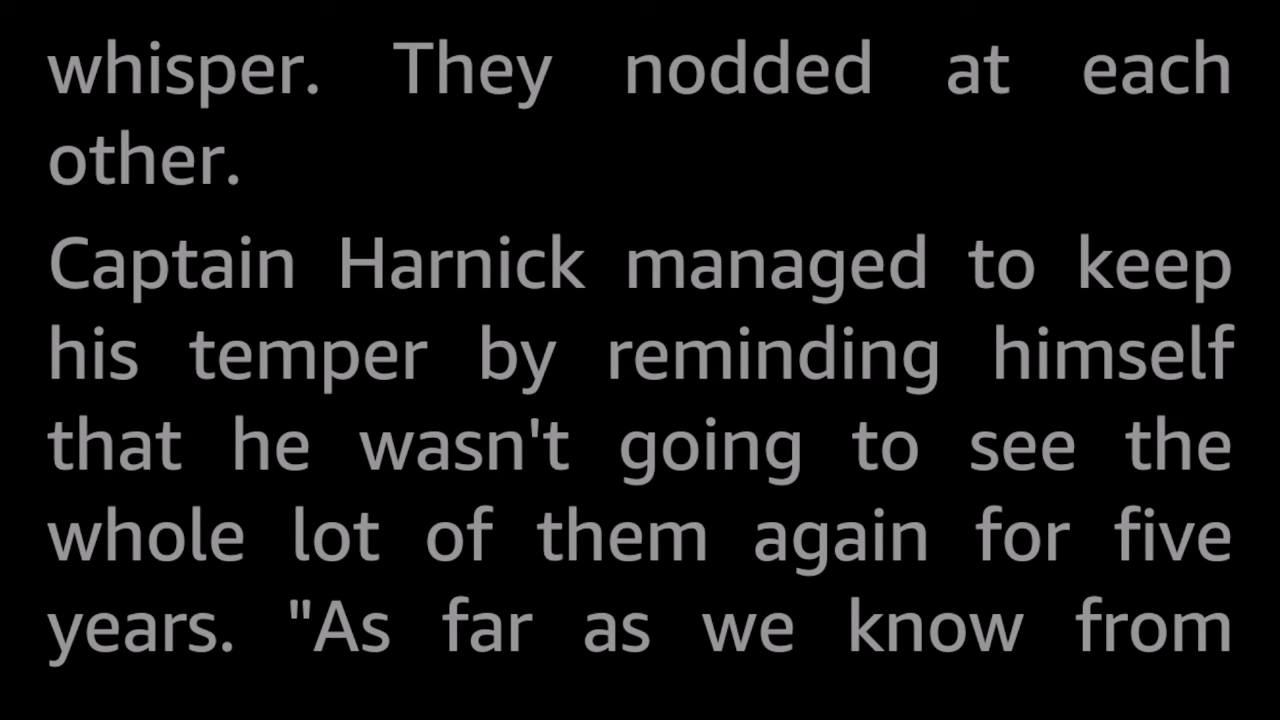 whisper. They nodded at each
other.
Captain Harnick managed to keep
his temper by reminding himself
that he wasn't going to see the
whole lot of them again for five
years. "As far as we know from